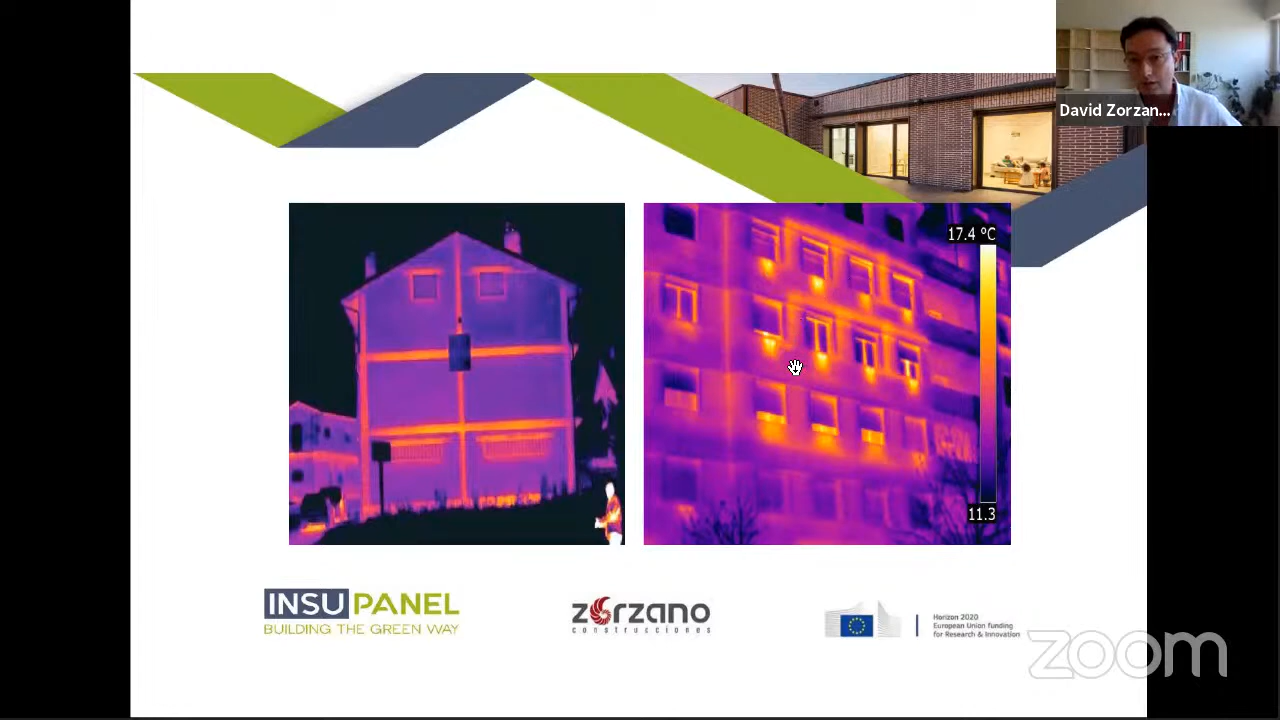 David Zorzan...
17.4 ºC
11.3
INSUPANEL
BUILDING THE GREEN WAY
zorzano
construcciones
Horizon 2020
European Union funding
for Research & Innovation
zoom